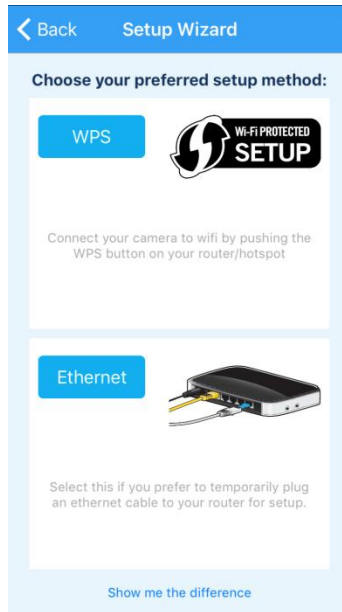 Back Setup Wizard
Choose your preferred setup method:
WPS
Wi-Fi PROTECTED
SETUP
Connect your camera to wifi by pushing the
WPS button on your router/hotspot
Ethernet
Select this if you prefer to temporarily plug
an ethernet cable to your router for setup.
Show me the difference